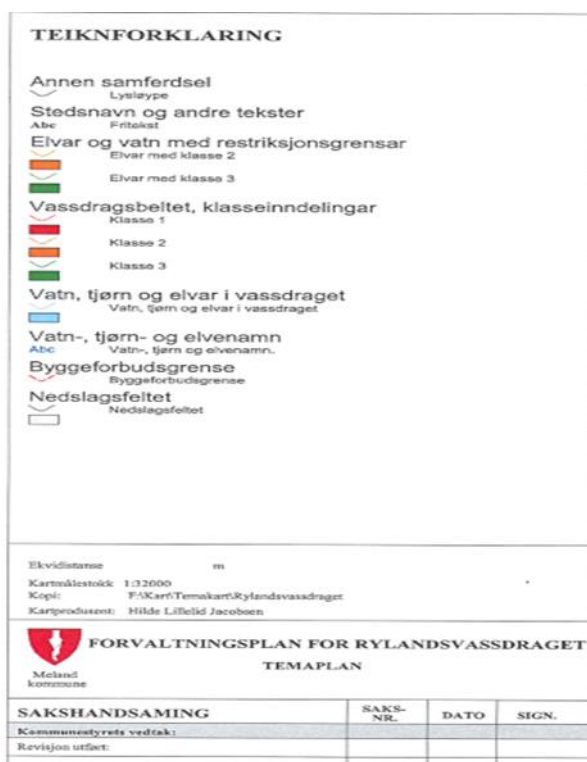 TEIKNFORKLARING
Annen samferdsel
Lysløype
Stedsnavn og andre tekster
Abc Fritekst
Elvar og vatn med restriksjonsgrensar
Elvar med klasse 2
Elvar med klasse 3
Vassdragsbeltet, klasseinndelingar
Klasse 1
Klasse 2
Klasse 3
Vatn, tjørn og elvar i vassdraget
Vatn, tjørn og elvar i vassdraget
Vatn-, tjørn- og elvenamn
Abc Vatn-, tjørn og elvenamn.
Byggeforbudsgrense
Byggeforbudsgrense
Nedslagsfeltet
Nedslagsfeltet
Ekvidistanse m
Kartmålestokk 1:32000
Kopi: F:\Kart\Temakart\Rylandsvassdraget
Kartprodusent: Hilde Lillelid Jacobsen
FORVALTNINGSPLAN FOR RYLANDSVASSDRAGET
TEMAPLAN
Meland
kommune
SAKSHANDSAMING SAKS-NR. DATO SIGN.
Kommunestyrets vedtak:
Revisjon utført: